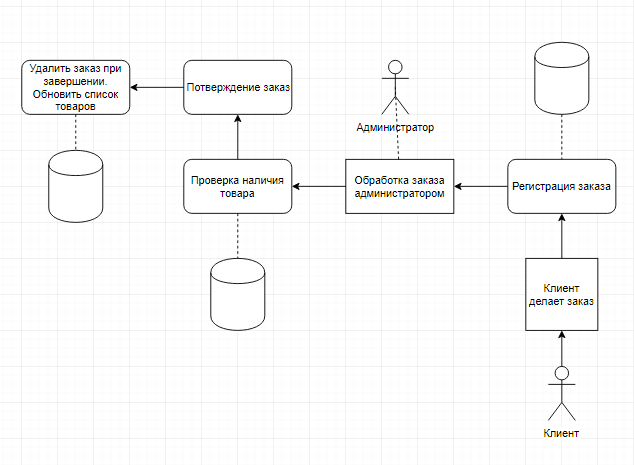 Удалить заказ при
завершении.
Обновить список
товаров
Потверждение заказ
Администратор
Проверка наличия
товара
Обработка заказа
администратором
Регистрация заказа
Клиент
делает заказ
Клиент